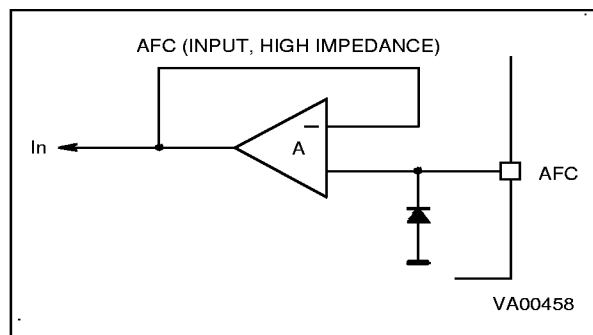 AFC (INPUT, HIGH IMPEDANCE)
In
A
AFC
VA00458